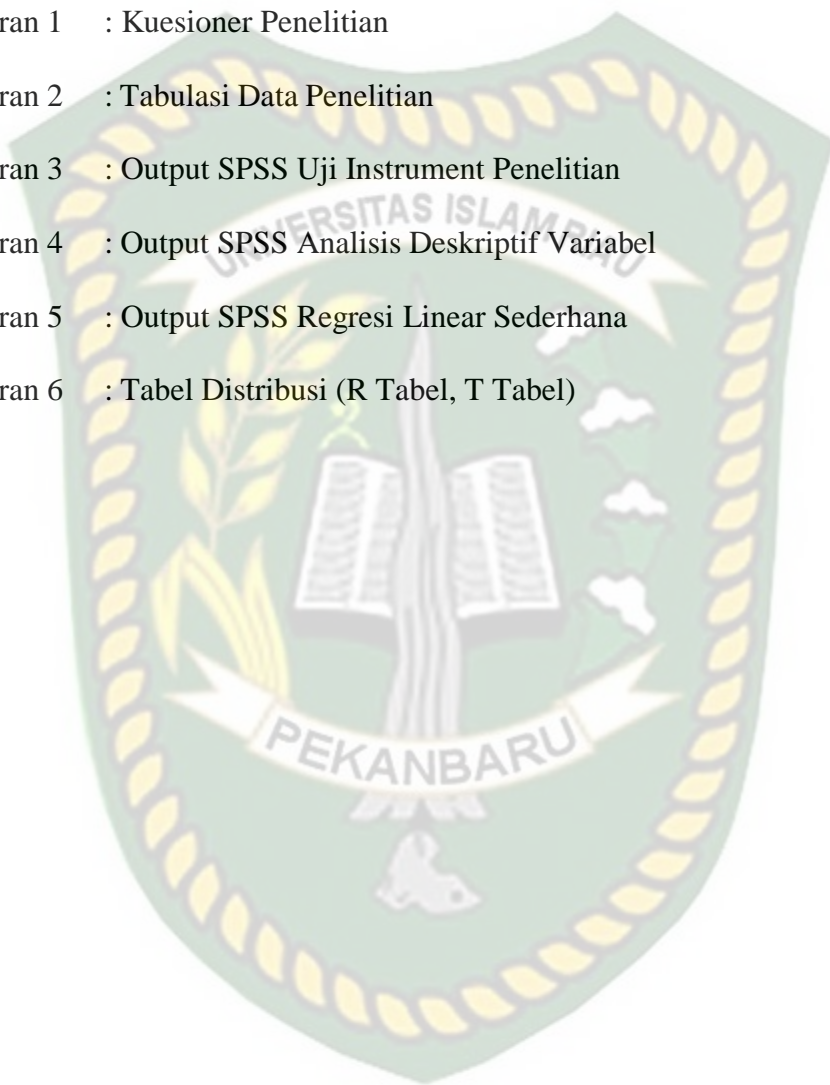 ran 1 : Kuesioner Penelitian
ran 2 : Tabulasi Data Penelitian
ran 3 : Output SPSS Uji Instrument Penelitian
UNIVERSITAS ISLAM RIAU
ran 4 : Output SPSS Analisis Deskriptif Variabel
ran 5 : Output SPSS Regresi Linear Sederhana
ran 6 : Tabel Distribusi (R Tabel, T Tabel)
PEKANBARU